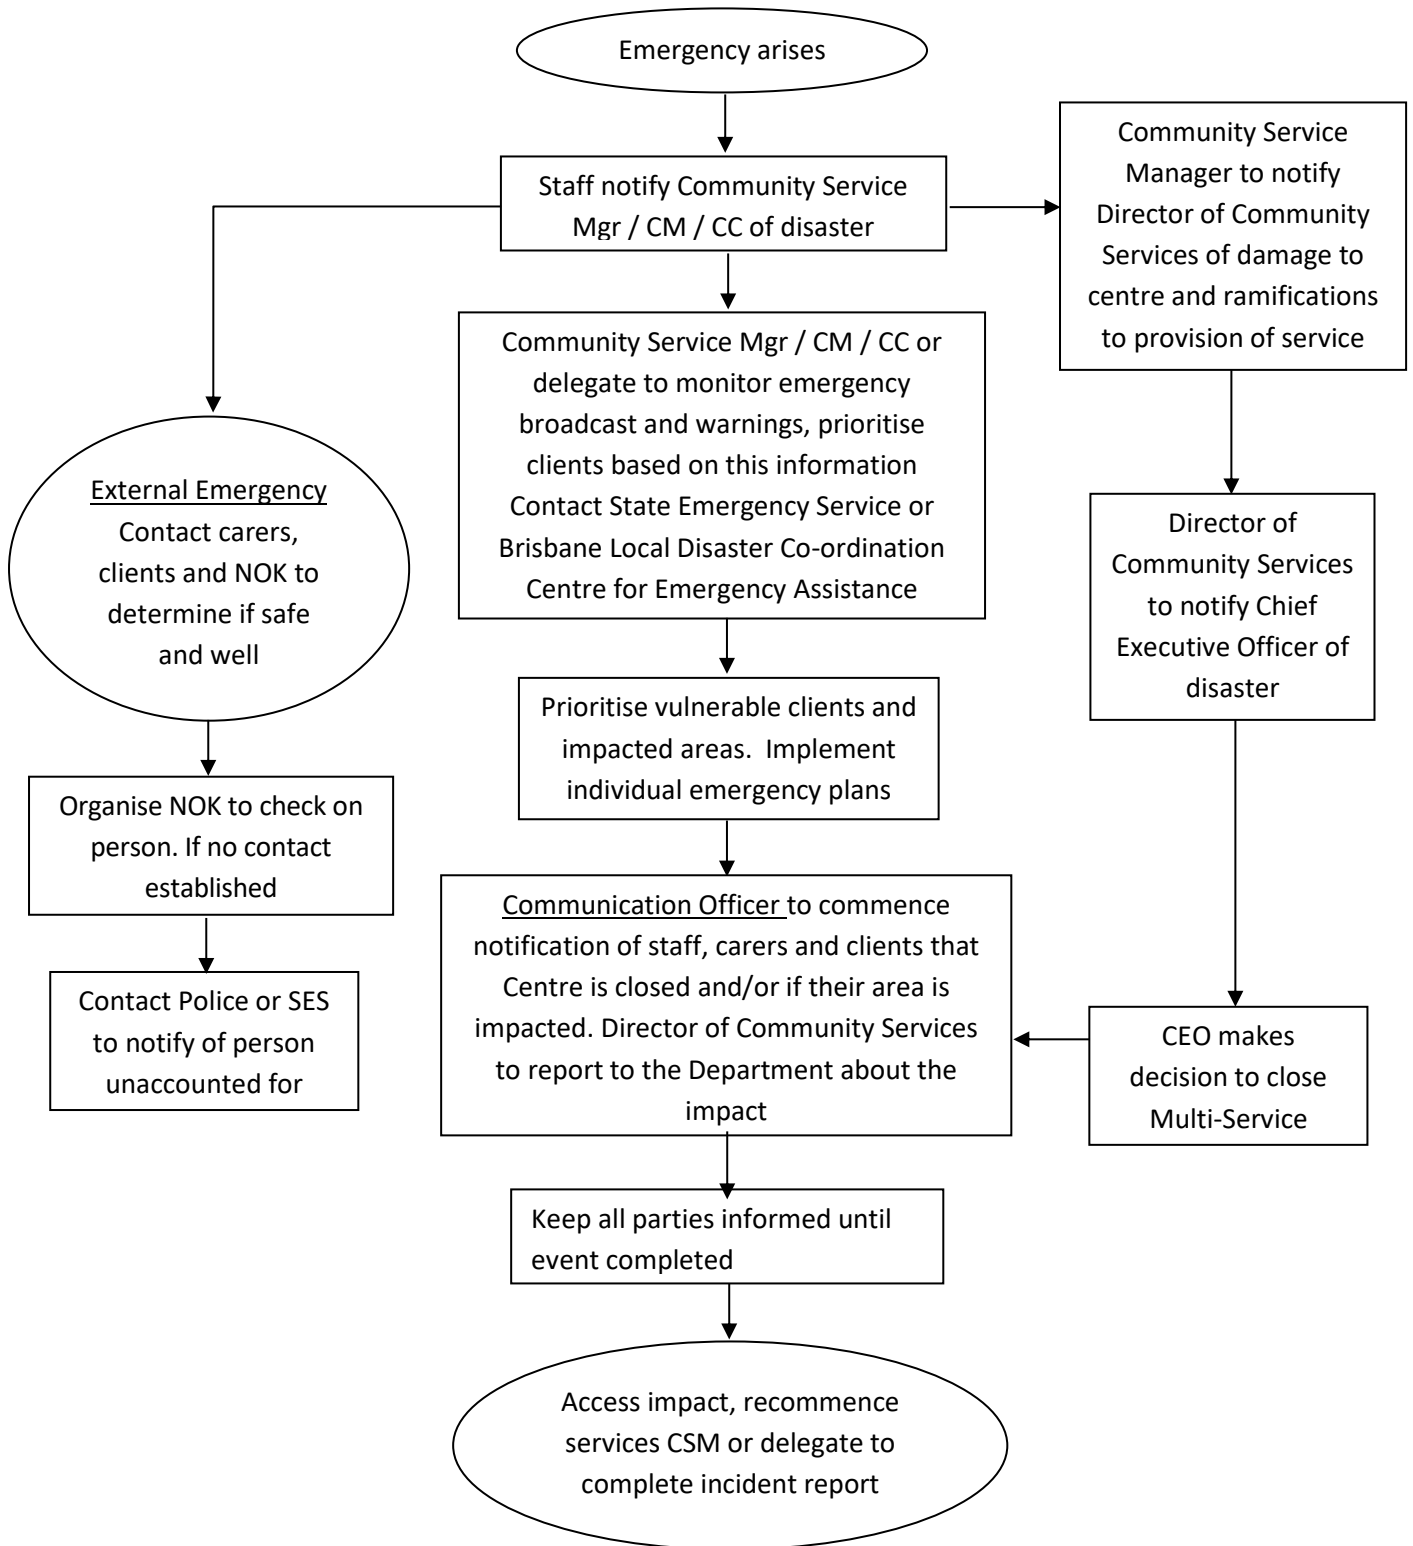 Emergency arises
Staff notify Community Service
Mgr / CM / CC of disaster
Community Service
Manager to notify
Director of Community
Services of damage to
centre and ramifications
to provision of service
Community Service Mgr / CM / CC or
delegate to monitor emergency
broadcast and warnings, prioritise
clients based on this information
Contact State Emergency Service or
Brisbane Local Disaster Co-ordination
Centre for Emergency Assistance
External Emergency
Contact carers,
clients and NOK to
determine if safe
and well
Director of
Community Services
to notify Chief
Executive Officer of
disaster
Prioritise vulnerable clients and
impacted areas.  Implement
individual emergency plans
Organise NOK to check on
person. If no contact
established
Communication Officer to commence
notification of staff, carers and clients that
Centre is closed and/or if their area is
impacted. Director of Community Services
to report to the Department about the
impact
Contact Police or SES
to notify of person
unaccounted for
CEO makes
decision to close
Multi-Service
Keep all parties informed until
event completed
Access impact, recommence
services CSM or delegate to
complete incident report